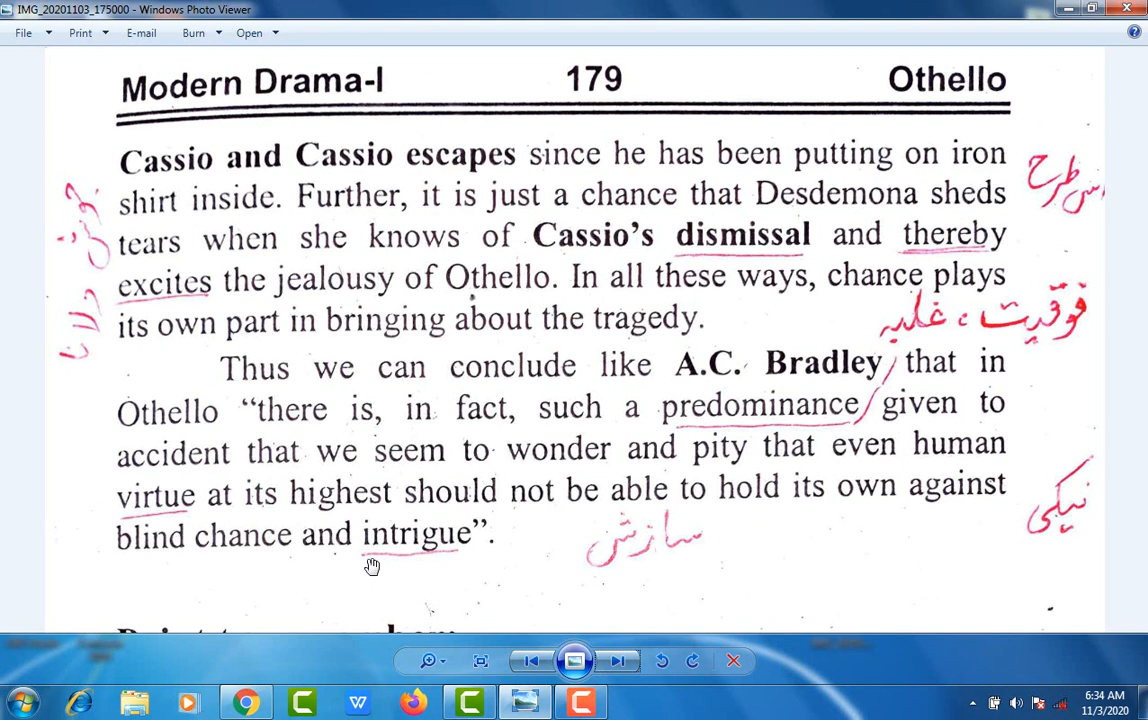 IMG_20201103_175000 - Windows Photo Viewer
File Print E-mail Burn Open
Modern Drama-I 179 Othello
Cassio and Cassio escapes since he has been putting on iron
shirt inside. Further, it is just a chance that Desdemona sheds
اس طرح
tears when she knows of Cassio's dismissal and thereby
excites the jealousy of Othello. In all these ways, chance plays
its own part in bringing about the tragedy.
فوقیت، غلبہ
Thus we can conclude like A.C. Bradley/ that in
Othello “there is, in fact, such a predominance/ given to
accident that we seem to wonder and pity that even human
virtue at its highest should not be able to hold its own against
نیکی
blind chance and intrigue”.
سازش
6:34 AM
11/3/2020